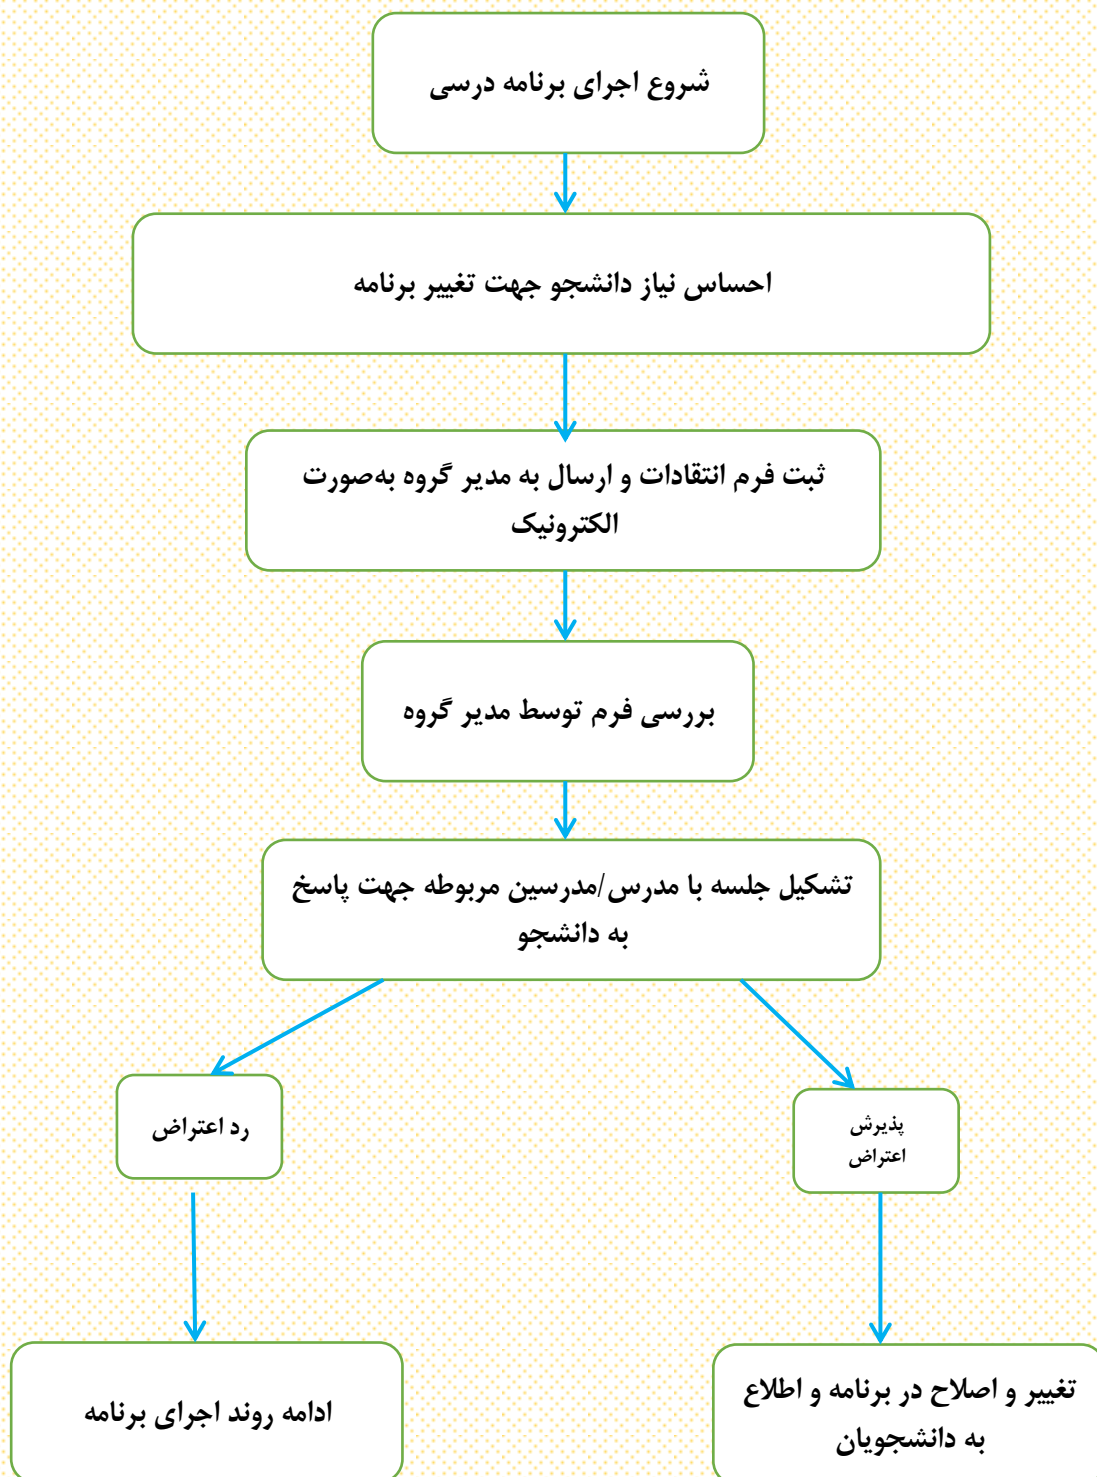 شروع اجرای برنامه درسی
احساس نیاز دانشجو جهت تغییر برنامه
ثبت فرم انتقادات و ارسال به مدیر گروه به‌صورت
الکترونیک
بررسی فرم توسط مدیر گروه
تشکیل جلسه با مدرس/مدرسین مربوطه جهت پاسخ
به دانشجو
پذیرش
اعتراض
رد اعتراض
تغییر و اصلاح در برنامه و اطلاع
به دانشجویان
ادامه روند اجرای برنامه